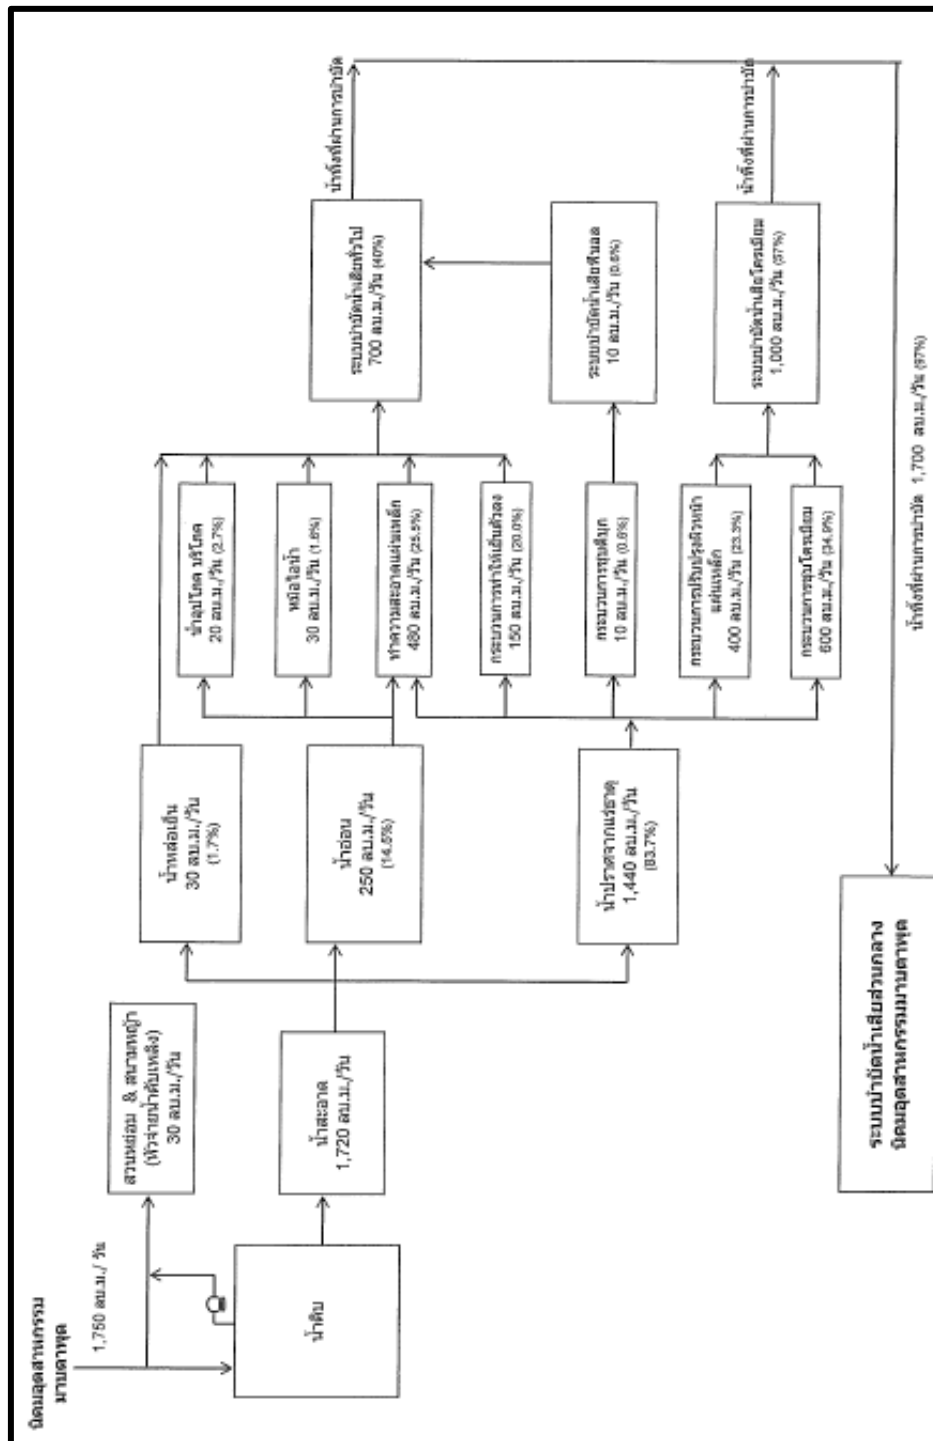 นิคมอุตสาหกรรม
มาบตาพุด
1,750 ลบ.ม./ วัน
น้ำดิบ
สวนหย่อม & สนามหญ้า
(หัวจ่ายน้ำดับเพลิง)
30 ลบ.ม./วัน
น้ำสะอาด
1,720 ลบ.ม./วัน
น้ำหล่อเย็น
30 ลบ.ม./วัน
(1.7%)
น้ำอ่อน
250 ลบ.ม./วัน
(14.5%)
น้ำปราศจากแร่ธาตุ
1,440 ลบ.ม./วัน
(83.7%)
น้ำอุปโภค บริโภค
20 ลบ.ม./วัน (2.7%)
หม้อไอน้ำ
30 ลบ.ม./วัน (1.6%)
ทำความสะอาดแผ่นเหล็ก
480 ลบ.ม./วัน (25.5%)
กระบวนการทำให้เย็นตัวลง
150 ลบ.ม./วัน (20.0%)
กระบวนการชุบดีบุก
10 ลบ.ม./วัน (0.6%)
กระบวนการปรับปรุงผิวหน้า
แผ่นเหล็ก
400 ลบ.ม./วัน (23.3%)
กระบวนการชุบโครเมียม
600 ลบ.ม./วัน (34.9%)
ระบบบำบัดน้ำเสียทั่วไป
700 ลบ.ม./วัน (40%)
ระบบบำบัดน้ำเสียฟีนอล
10 ลบ.ม./วัน (0.6%)
ระบบบำบัดน้ำเสียโครเมียม
1,000 ลบ.ม./วัน (57%)
น้ำทิ้งที่ผ่านการบำบัด
น้ำทิ้งที่ผ่านการบำบัด
น้ำทิ้งที่ผ่านการบำบัด 1,700 ลบ.ม./วัน (97%)
ระบบบำบัดน้ำเสียส่วนกลาง
นิคมอุตสาหกรรมมาบตาพุด